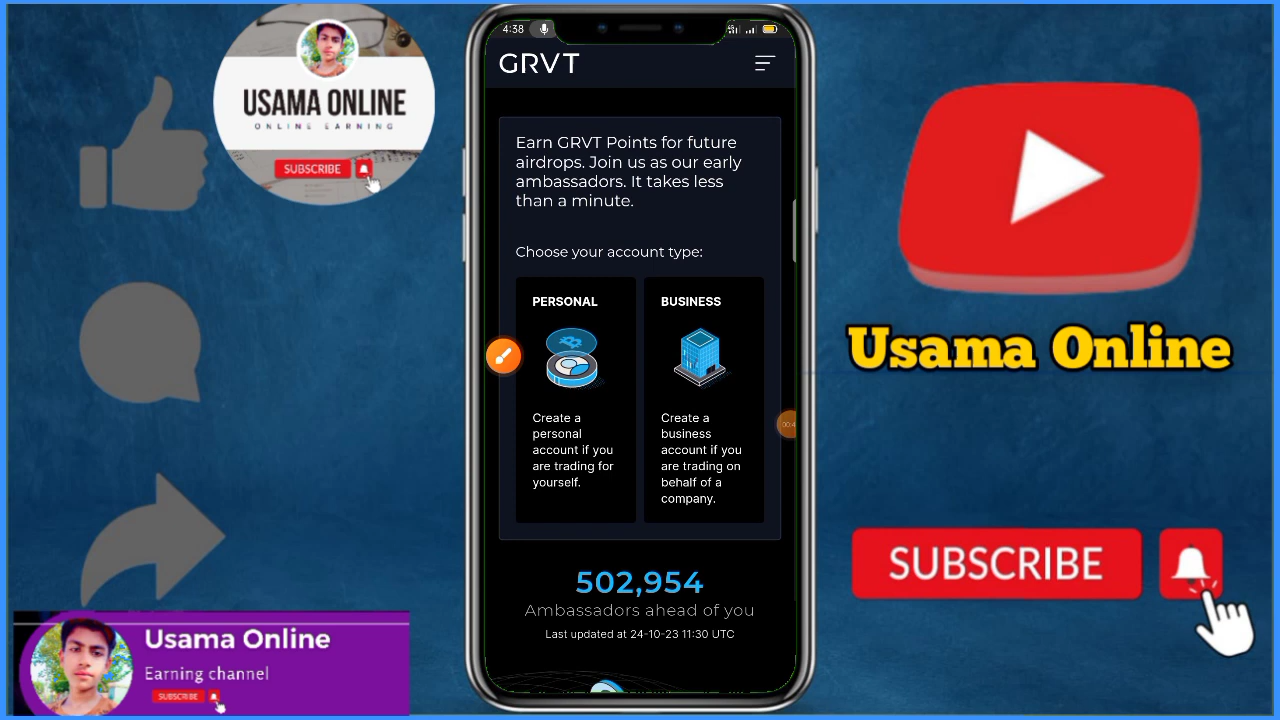 USAMA ONLINE
ONLINE EARNING
SUBSCRIBE
4:38
GRVT
Earn GRVT Points for future
airdrops. Join us as our early
ambassadors. It takes less
than a minute.
Choose your account type:
PERSONAL
Create a
personal
account if you
are trading for
yourself.
BUSINESS
Create a
business
account if you
are trading on
behalf of a
company.
502,954
Ambassadors ahead of you
Last updated at 24-10-23 11:30 UTC
Usama Online
SUBSCRIBE
Usama Online
Earning channel
SUBSCRIBE